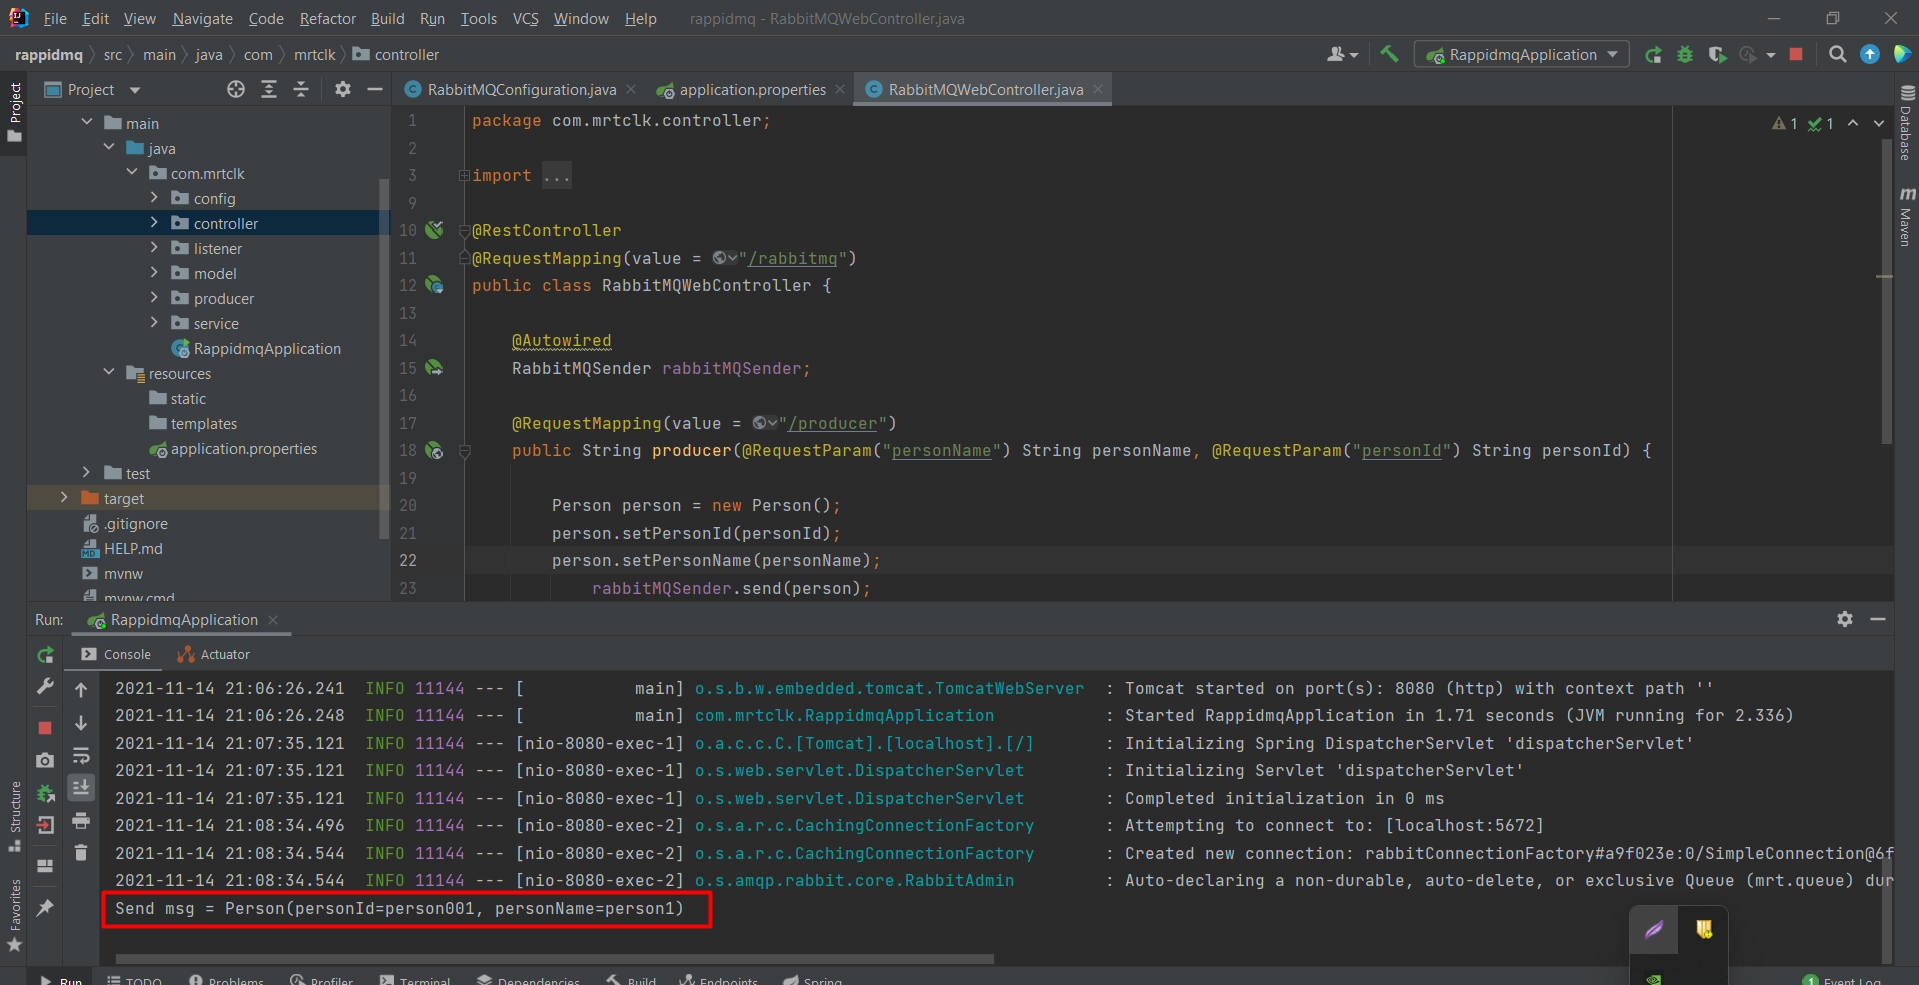 File Edit View Navigate Code Refactor Build Run Tools VCS Window Help rappidmq - RabbitMQWebController.java
rappidmq src main java com mrtclk controller
RappidmqApplication
Project
RabbitMQConfiguration.java application.properties RabbitMQWebController.java
Project
main
java
com.mrtclk
config
controller
listener
model
producer
service
RappidmqApplication
resources
static
templates
application.properties
test
target
.gitignore
HELP.md
mvnw
mvnw.cmd
1 package com.mrtclk.controller;
2
3 import ...
9
10 @RestController
11 @RequestMapping(value = "/rabbitmq")
12 public class RabbitMQWebController {
13
14 @Autowired
15 RabbitMQSender rabbitMQSender;
16
17 @RequestMapping(value = "/producer")
18 public String producer(@RequestParam("personName") String personName, @RequestParam("personId") String personId) {
19
20 Person person = new Person();
21 person.setPersonId(personId);
22 person.setPersonName(personName);
23 rabbitMQSender.send(person);
1 1
Database
Maven
Run: RappidmqApplication
Console Actuator
2021-11-14 21:06:26.241 INFO 11144 --- [ main] o.s.b.w.embedded.tomcat.TomcatWebServer : Tomcat started on port(s): 8080 (http) with context path ''
2021-11-14 21:06:26.248 INFO 11144 --- [ main] com.mrtclk.RappidmqApplication : Started RappidmqApplication in 1.71 seconds (JVM running for 2.336)
2021-11-14 21:07:35.121 INFO 11144 --- [nio-8080-exec-1] o.a.c.c.C.[Tomcat].[localhost].[/] : Initializing Spring DispatcherServlet 'dispatcherServlet'
2021-11-14 21:07:35.121 INFO 11144 --- [nio-8080-exec-1] o.s.web.servlet.DispatcherServlet : Initializing Servlet 'dispatcherServlet'
2021-11-14 21:07:35.121 INFO 11144 --- [nio-8080-exec-1] o.s.web.servlet.DispatcherServlet : Completed initialization in 0 ms
2021-11-14 21:08:34.496 INFO 11144 --- [nio-8080-exec-2] o.s.a.r.c.CachingConnectionFactory : Attempting to connect to: [localhost:5672]
2021-11-14 21:08:34.544 INFO 11144 --- [nio-8080-exec-2] o.s.a.r.c.CachingConnectionFactory : Created new connection: rabbitConnectionFactory#a9f023e:0/SimpleConnection@6f
2021-11-14 21:08:34.544 INFO 11144 --- [nio-8080-exec-2] o.s.amqp.rabbit.core.RabbitAdmin : Auto-declaring a non-durable, auto-delete, or exclusive Queue (mrt.queue) dur
Send msg = Person(personId=person001, personName=person1)
Structure
Favorites
Run TODO Problems Profiler Terminal Dependencies Build Endpoints Spring 1 Event Log